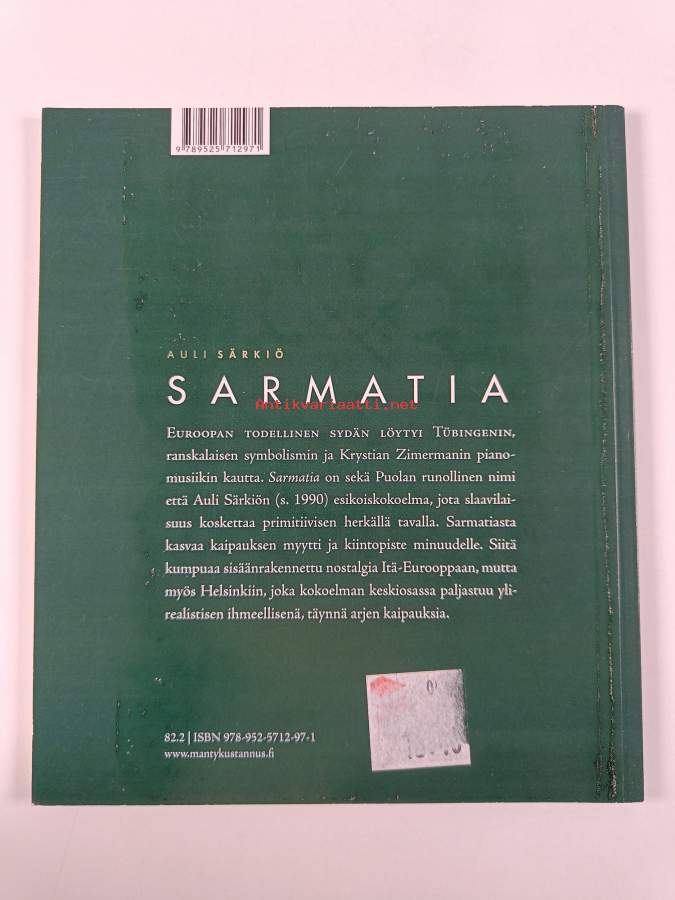 9 789525 712971
AULI SÄRKIÖ
SARMATIA
Antikvariaatti.net
EUROOPAN TODELLINEN SYDÄN LÖYTYI TÜBINGENIN,
ranskalaisen symbolismin ja Krystian Zimermanin piano-
musiikin kautta. Sarmatia on sekä Puolan runollinen nimi
että Auli Särkiön (s. 1990) esikoiskokoelma, jota slaavilai-
suus koskettaa primitiivisen herkällä tavalla. Sarmatiasta
kasvaa kaipauksen myytti ja kiintopiste minuudelle. Siitä
kumpuaa sisäänrakennettu nostalgia Itä-Eurooppaan, mutta
myös Helsinkiin, joka kokoelman keskiosassa paljastuu yli-
realistisen ihmeellisenä, täynnä arjen kaipauksia.
82.2 | ISBN 978-952-5712-97-1
www.mantykustannus.fi